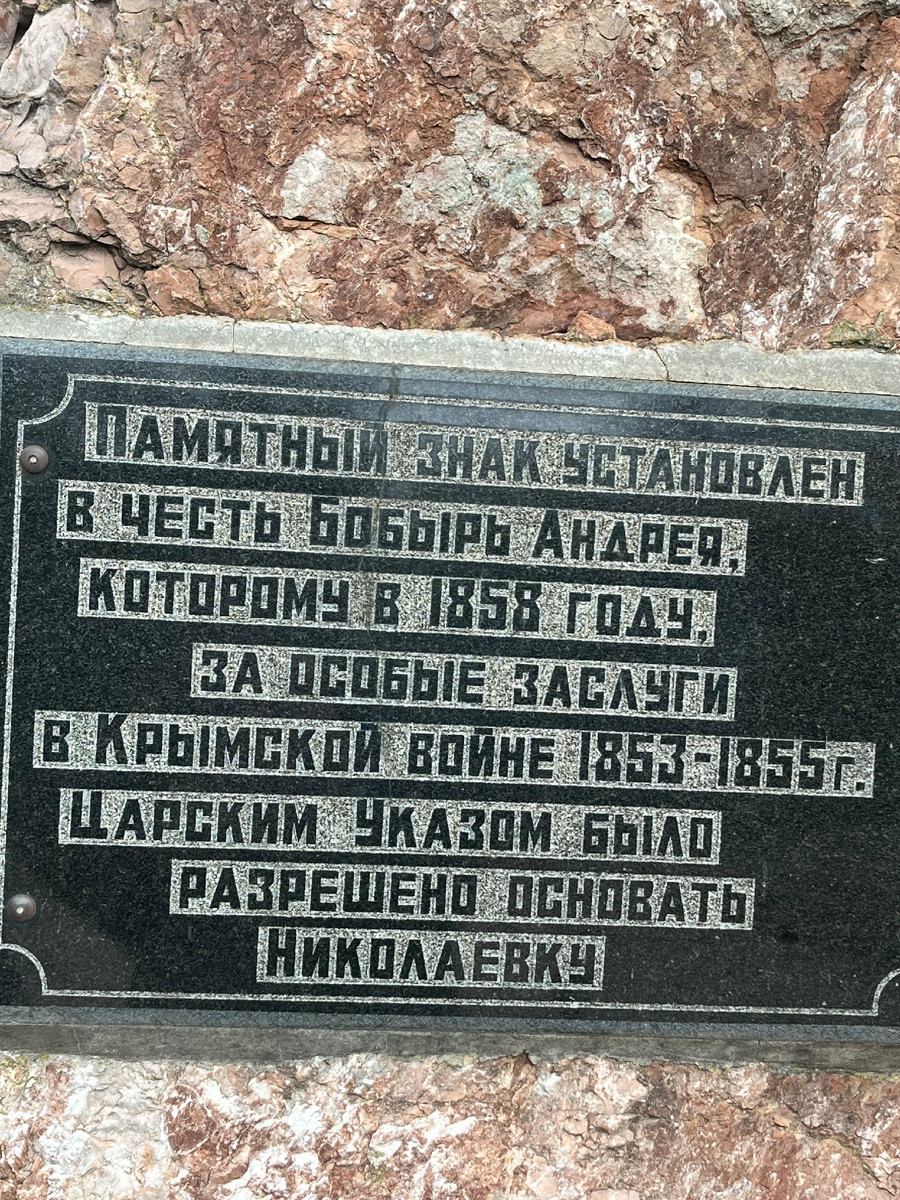 Памятный знак установлен
в честь Бобырь Андрея,
которому в 1858 году,
за особые заслуги
в Крымской войне 1853-1855г.
Царским Указом было
разрешено основать
Николаевку